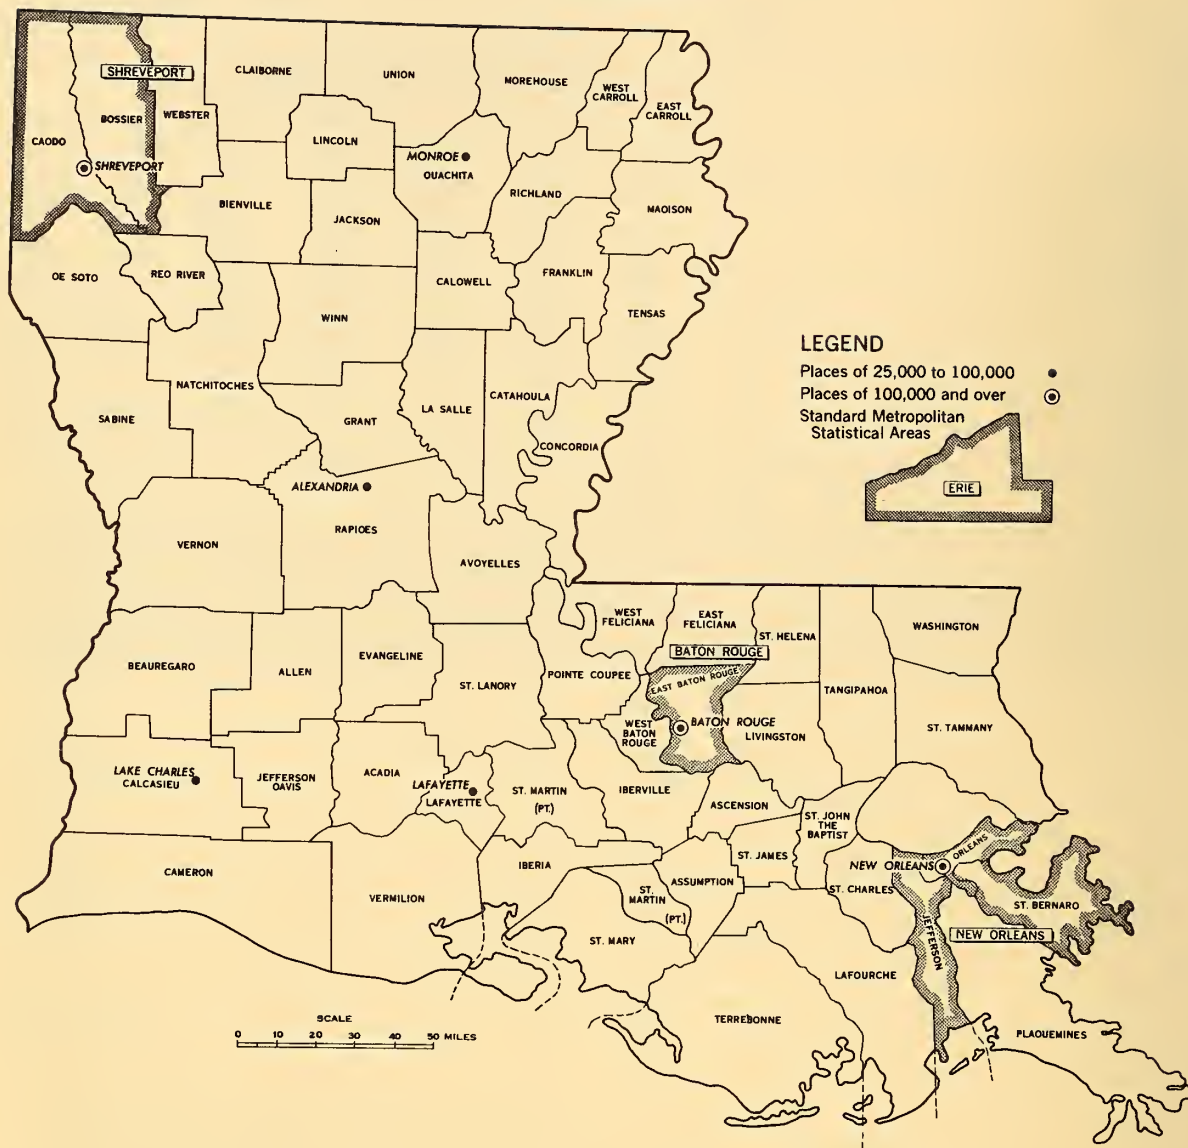 SHREVEPORT
CLAIBORNE
UNION
MOREHOUSE
WEST
CARROLL
EAST
CARROLL
CAODO
BOSSIER
WEBSTER
LINCOLN
SHREVEPORT
MONROE
OUACHITA
RICHLAND
MAOISON
BIENVILLE
JACKSON
OE SOTO
REO RIVER
CALOWELL
FRANKLIN
TENSAS
WINN
NATCHITOCHES
SABINE
GRANT
LA SALLE
CATAHOULA
CONCORDIA
LEGEND
Places of 25,000 to 100,000
Places of 100,000 and over
Standard Metropolitan
Statistical Areas
ERIE
ALEXANDRIA
RAPIOES
VERNON
AVOYELLES
WEST
FELICIANA
EAST
FELICIANA
ST. HELENA
WASHINGTON
BATON ROUGE
BEAUREGARO
ALLEN
EVANGELINE
ST. LANORY
POINTE COUPEE
EAST BATON ROUGE
TANGIPAHOA
ST. TAMMANY
WEST
BATON
ROUGE
BATON ROUGE
LIVINGSTON
LAKE CHARLES
CALCASIEU
JEFFERSON
OAVIS
ACADIA
LAFAYETTE
LAFAYETTE
ST. MARTIN
(PT.)
IBERVILLE
ASCENSION
ST. JOHN
THE
BAPTIST
CAMERON
VERMILION
IBERIA
ST.
MARTIN
(PT.)
ASSUMPTION
ST. JAMES
ST. CHARLES
NEW ORLEANS
ORLEANS
ST. BERNARO
NEW ORLEANS
JEFFERSON
ST. MARY
LAFOURCHE
TERREBONNE
PLAOUEMINES
SCALE
0 10 20 30 40 50 MILES